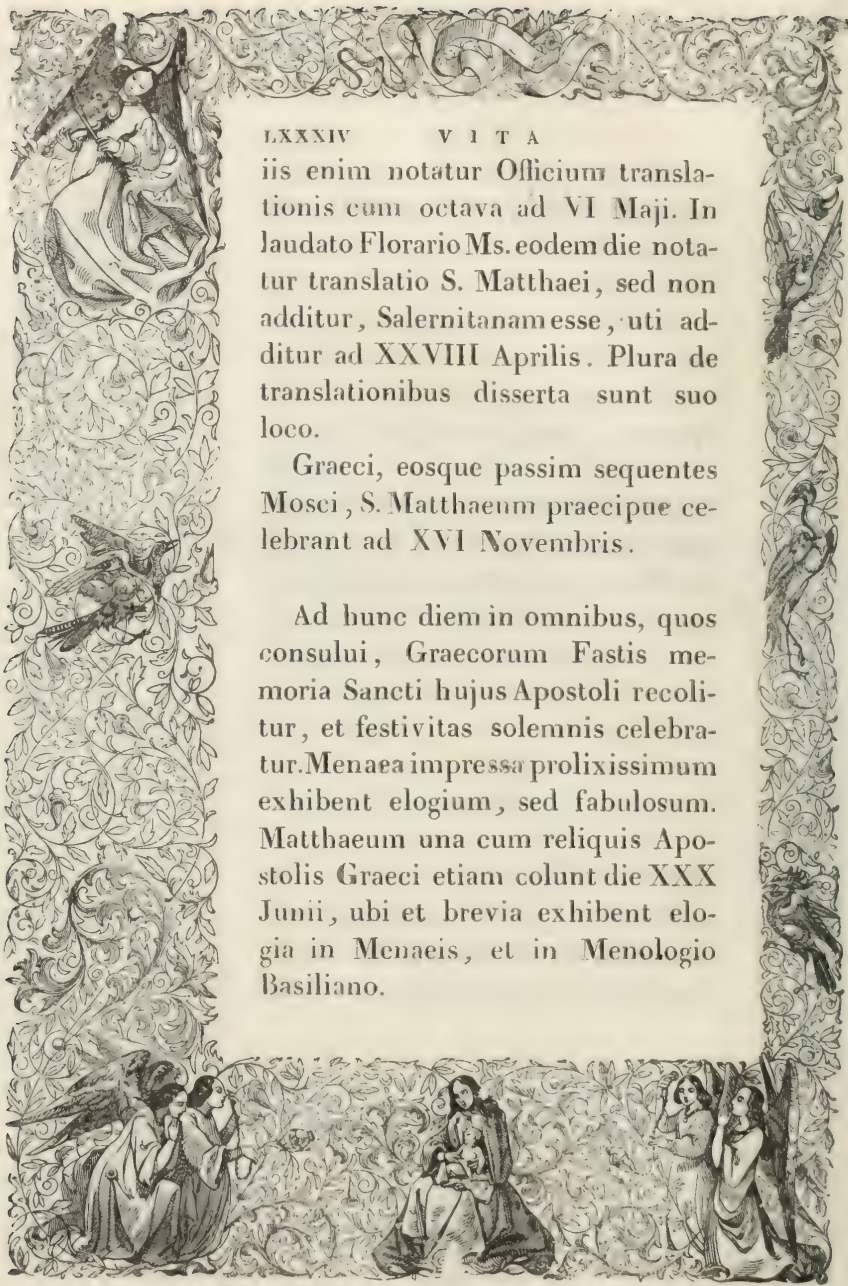 LXXXIV VITA
iis enim notatur Officium transla-
tionis cum octava ad VI Maji. In
laudato Florario Ms. eodem die nota-
tur translatio S. Matthaei, sed non
additur, Salernitanam esse, uti ad-
ditur ad XXVIII Aprilis. Plura de
translationibus disserta sunt suo
loco.
Graeci, eosque passim sequentes
Mosci, S. Matthaeum praecipue ce-
lebrant ad XVI Novembris.
Ad hunc diem in omnibus, quos
consului, Graecorum Fastis me-
moria Sancti hujus Apostoli recoli-
tur, et festivitas solemnis celebra-
tur. Menaea impressa prolixissimum
exhibent elogium, sed fabulosum.
Matthaeum una cum reliquis Apo-
stolis Graeci etiam colunt die XXX
Junii, ubi et brevia exhibent elo-
gia in Menaeis, et in Menologio
Basiliano.